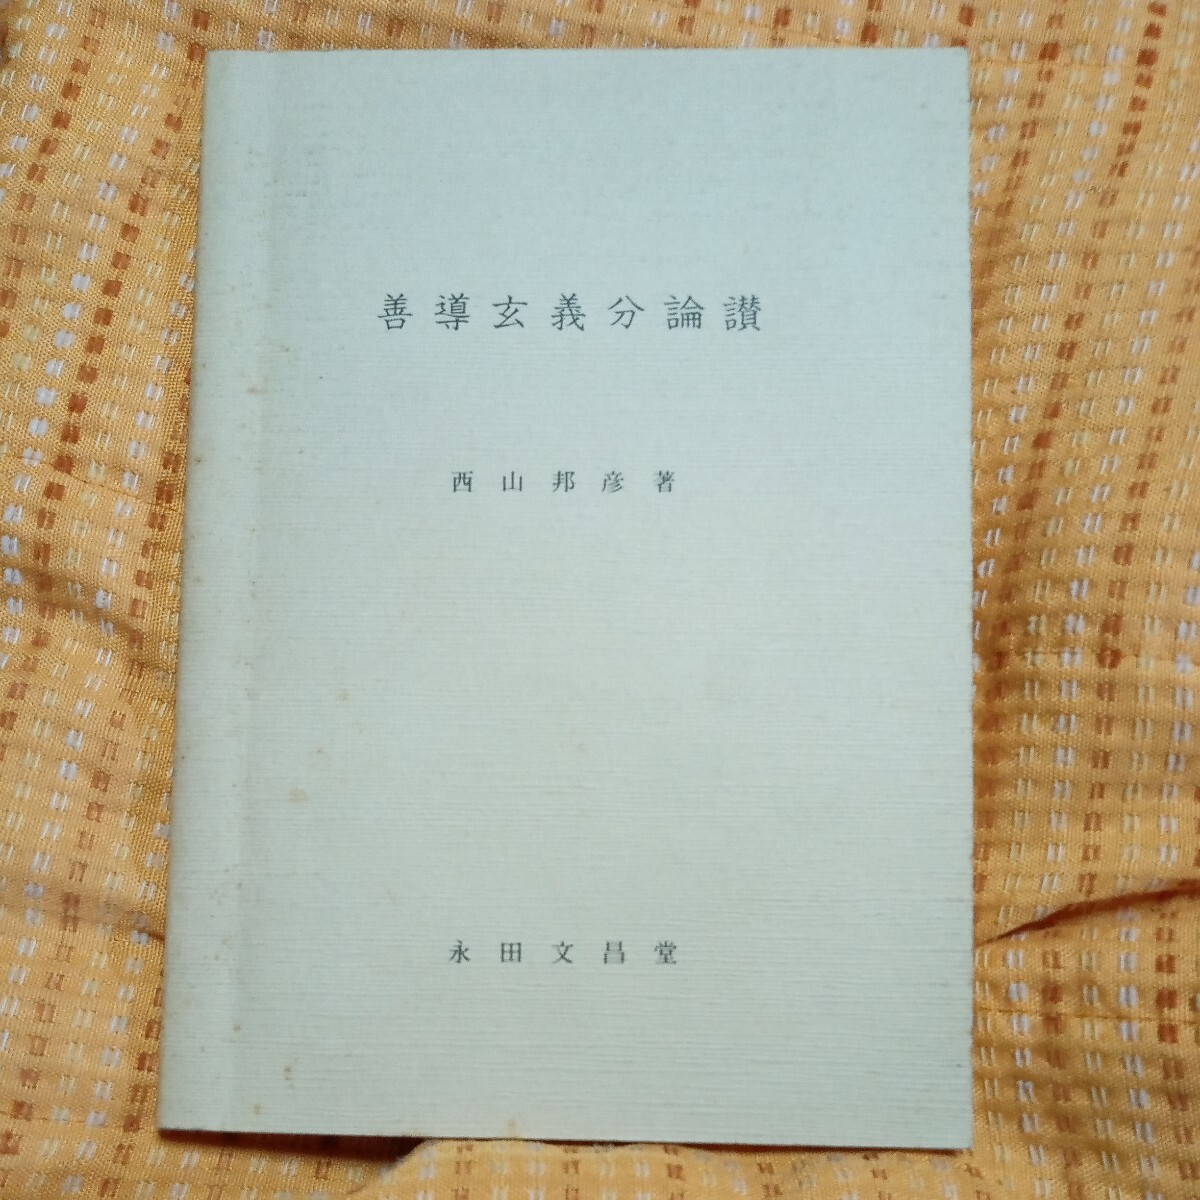 善導玄義分論讃
西山邦彦著
永田文昌堂